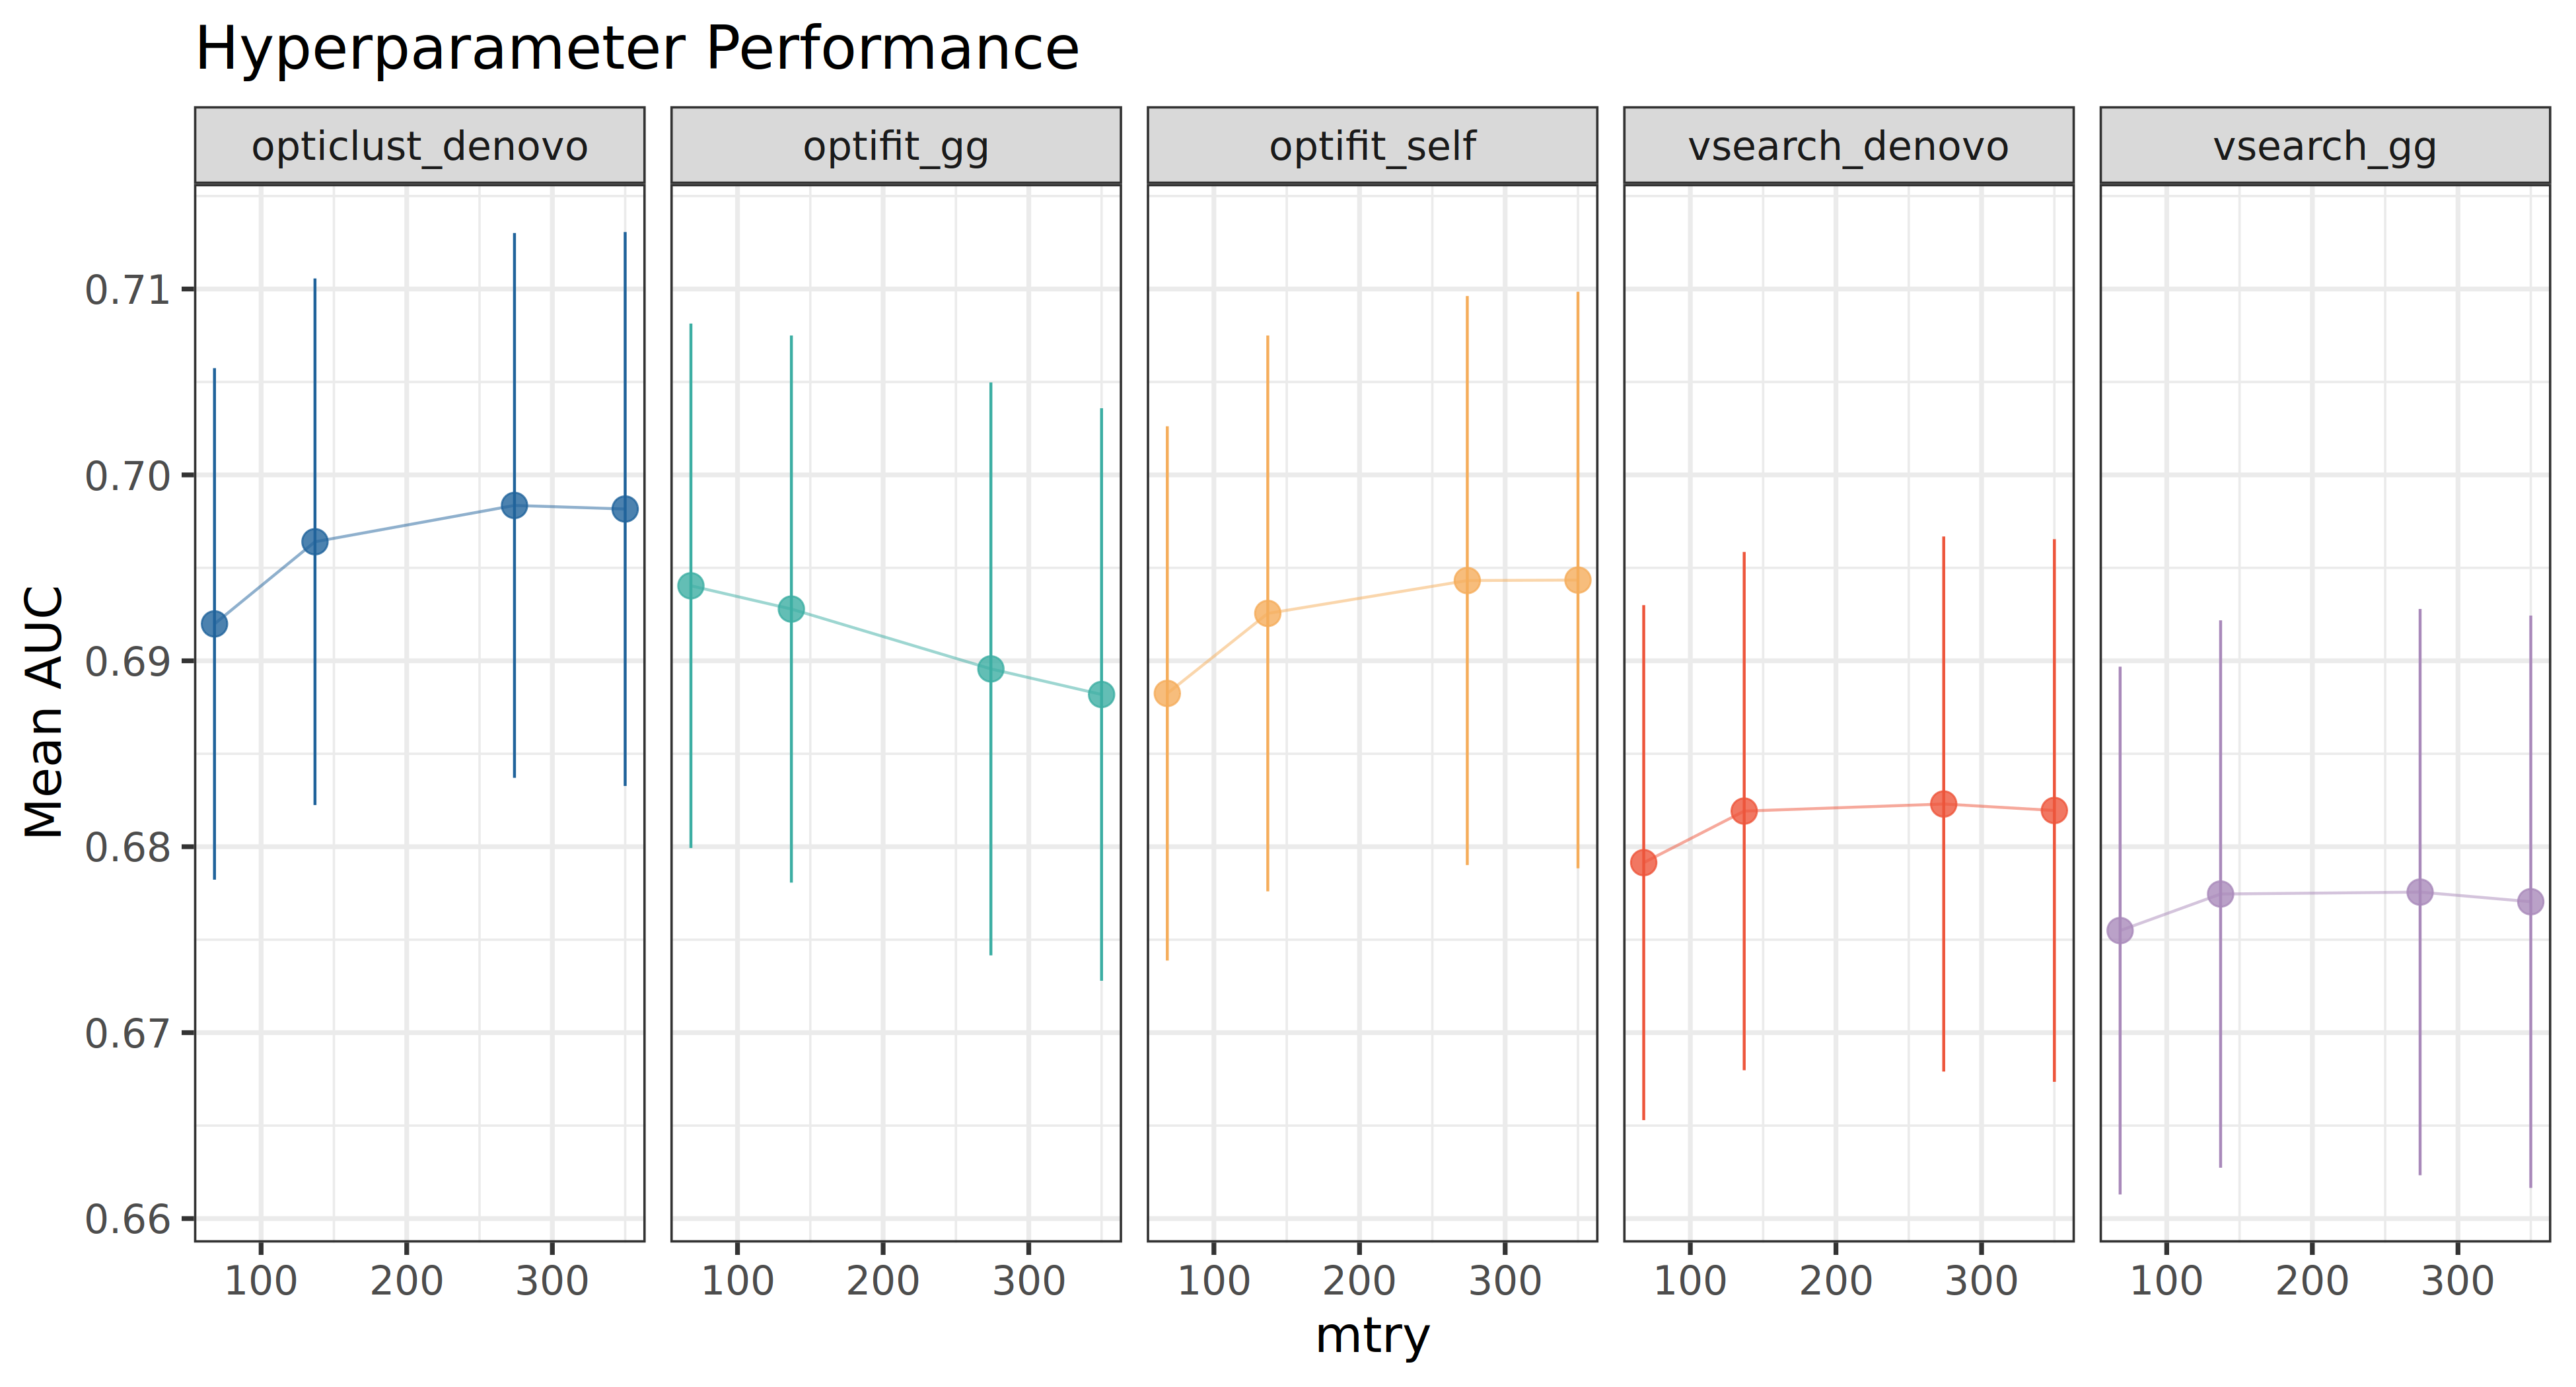 Hyperparameter Performance
opticlust_denovo optifit_gg optifit_self vsearch_denovo vsearch_gg
Mean AUC
0.71
0.70
0.69
0.68
0.67
0.66
100 200 300 100 200 300 100 200 300 100 200 300 100 200 300
mtry